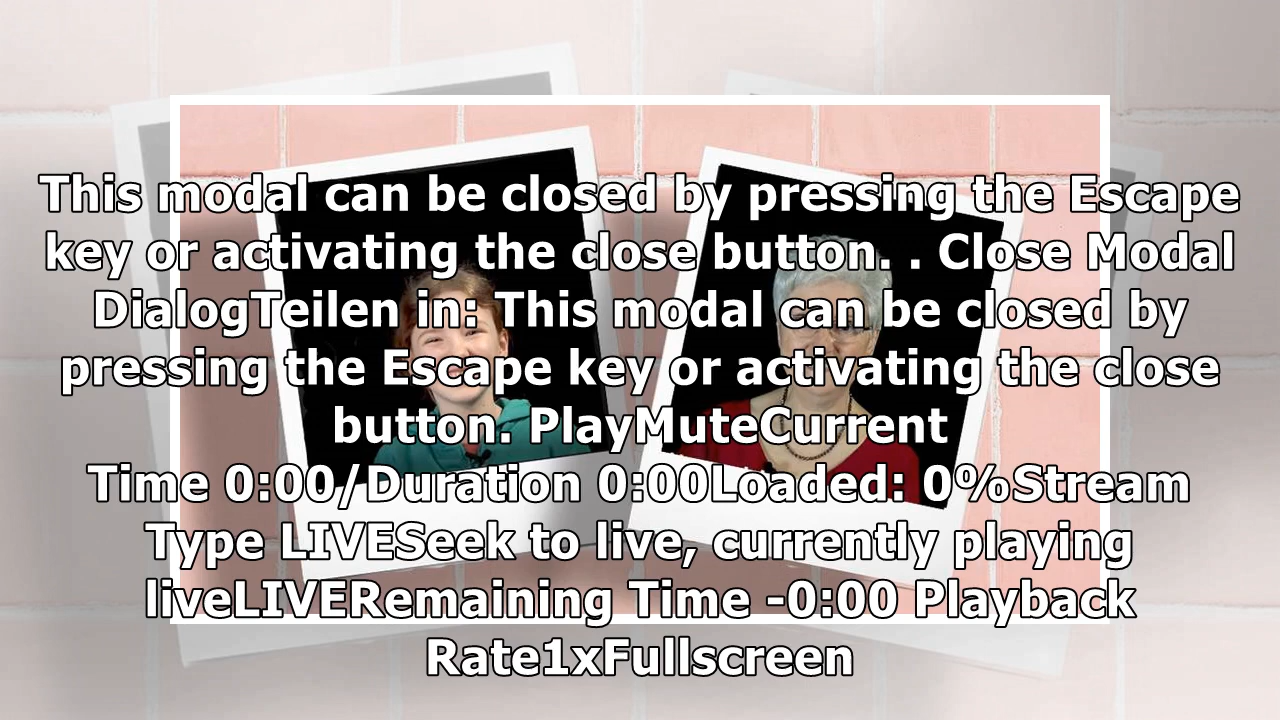 This modal can be closed by pressing the Escape
key or activating the close button. . Close Modal
DialogTeilen in: This modal can be closed by
pressing the Escape key or activating the close
button. PlayMuteCurrent
Time 0:00/Duration 0:00Loaded: 0%Stream
Type LIVESeek to live, currently playing
liveLIVERemaining Time -0:00 Playback
Rate1xFullscreen